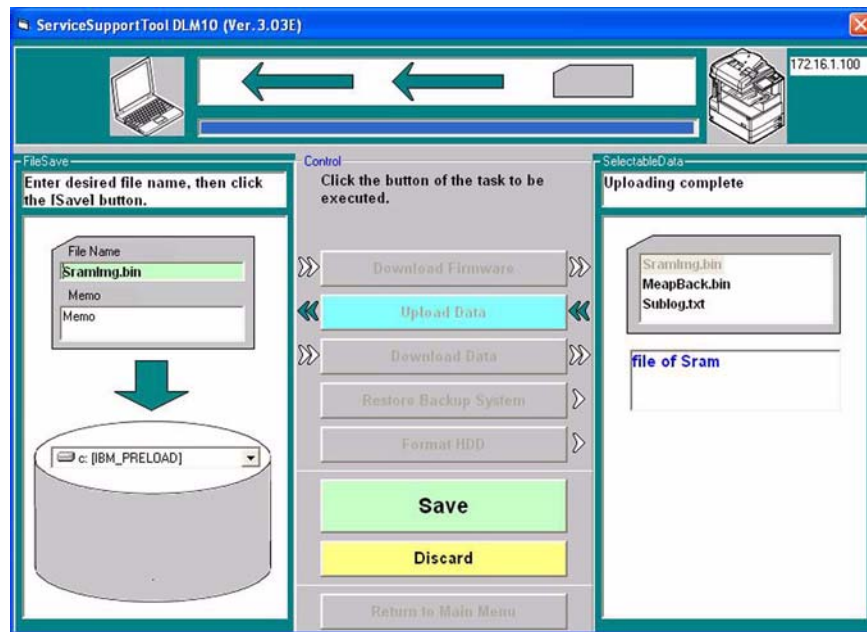 ServiceSupportTool DLM10 (Ver.3.03E)
172.16.1.100
FileSave
Enter desired file name, then click
the [Save] button.
File Name
SramImg.bin
Memo
Memo
c: [IBM_PRELOAD]
Control
Click the button of the task to be
executed.
Download Firmware
Upload Data
Download Data
Restore Backup System
Format HDD
Save
Discard
Return to Main Menu
SelectableData
Uploading complete
SramImg.bin
MeapBack.bin
Sublog.txt
file of Sram